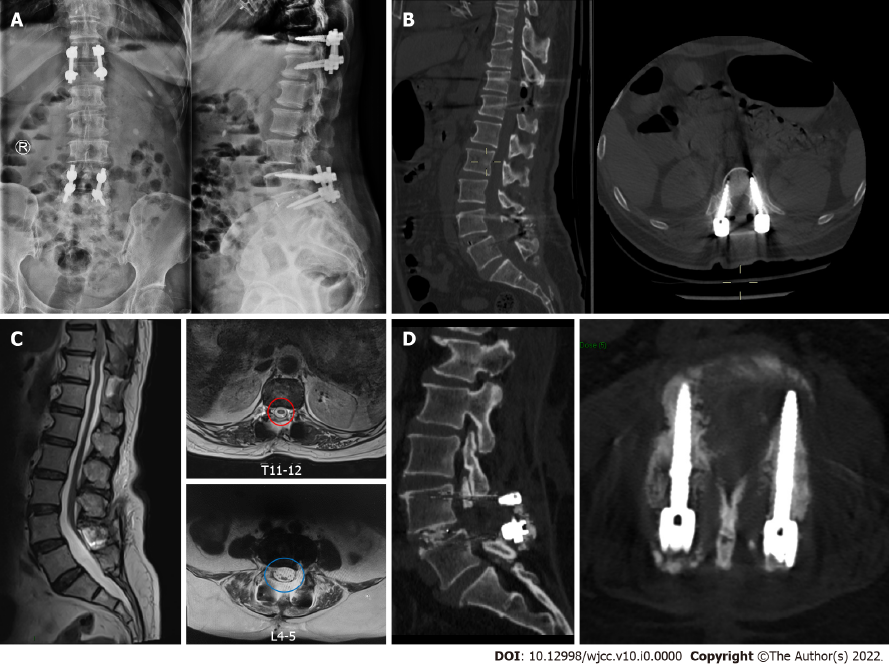 A
B
R
C
D
T11-12
L4-5
DOI: 10.12998/wjcc.v10.i0.0000 Copyright ©The Author(s) 2022.